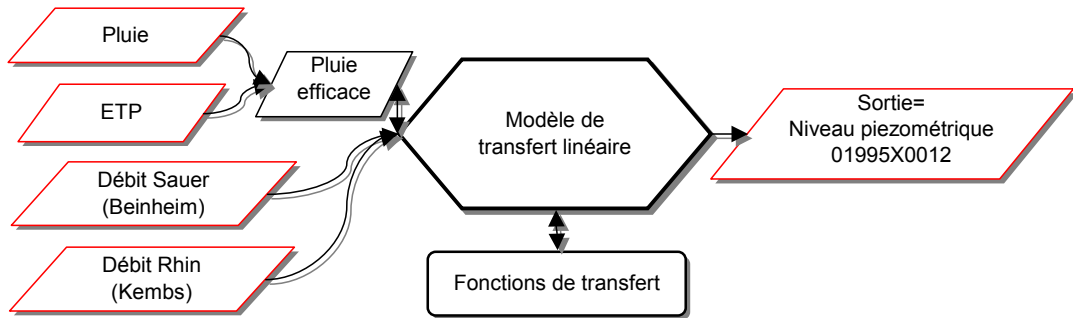 Pluie
ETP
Pluie
efficace
Débit Sauer
(Beinheim)
Débit Rhin
(Kembs)
Modèle de
transfert linéaire
Fonctions de transfert
Sortie=
Niveau piezométrique
01995X0012